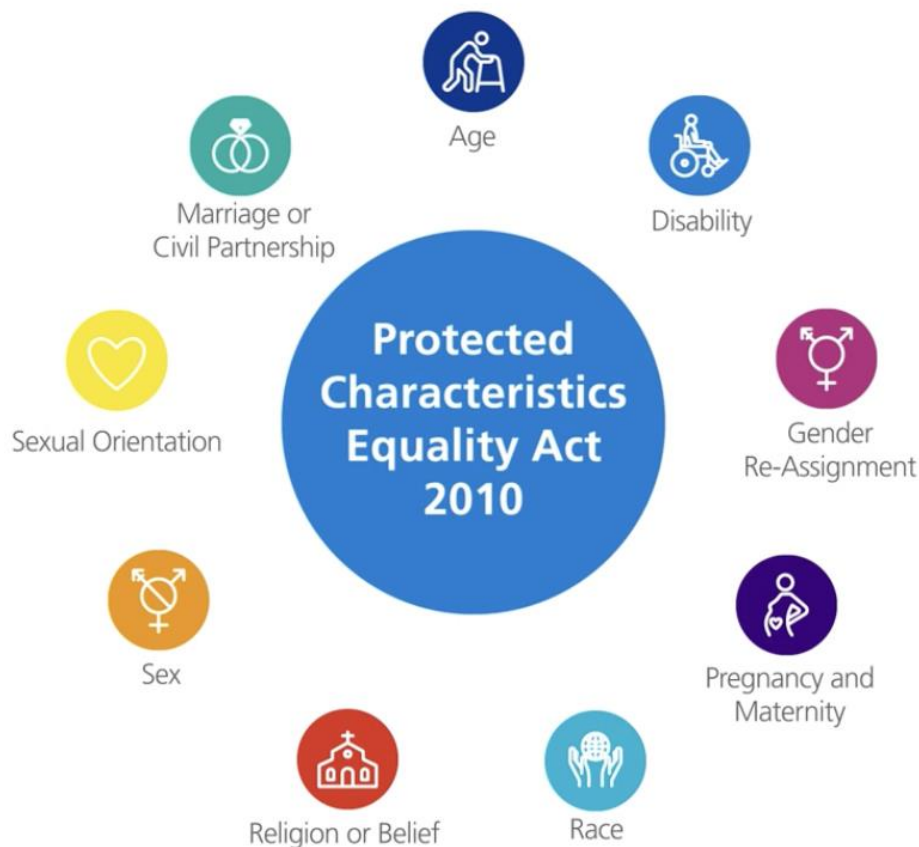 Protected
Characteristics
Equality Act
2010
Age
Disability
Gender
Re-Assignment
Pregnancy and
Maternity
Race
Religion or Belief
Sex
Sexual Orientation
Marriage or
Civil Partnership